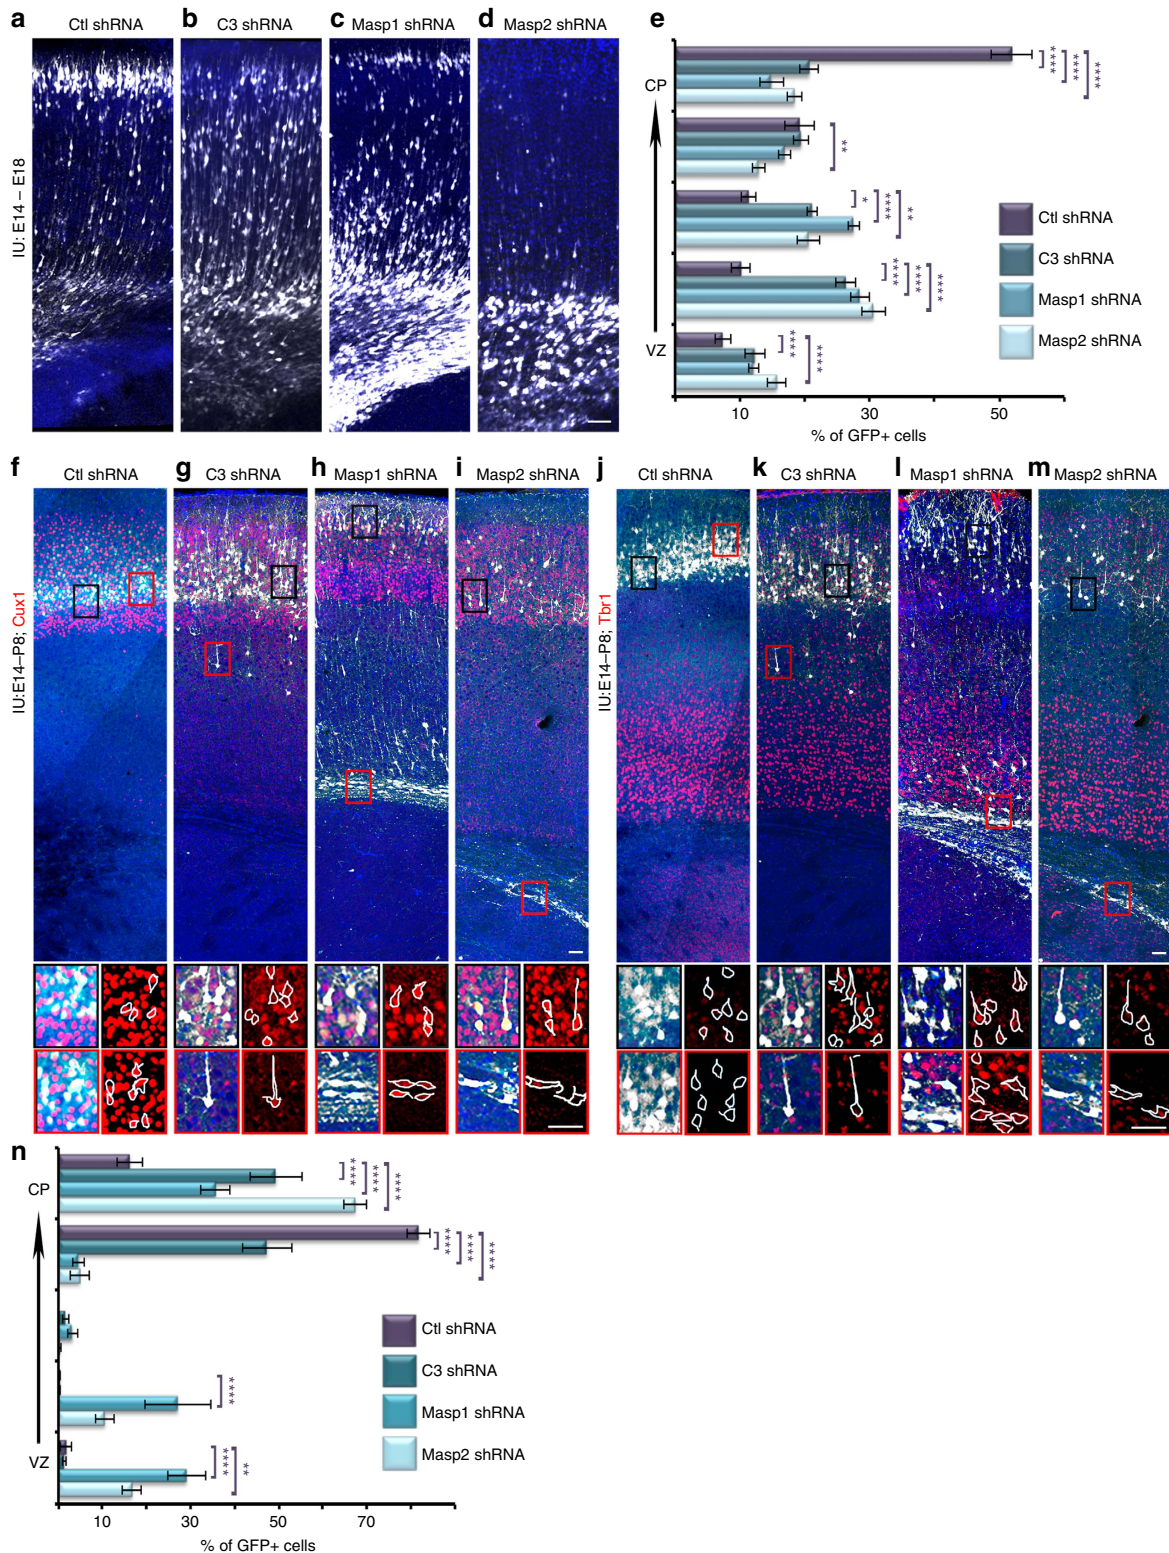 a Ctl shRNA
b C3 shRNA
c Masp1 shRNA
d Masp2 shRNA
IU: E14 – E18
e
CP
VZ
****
****
****
**
*
****
**
****
****
****
****
****
Ctl shRNA
C3 shRNA
Masp1 shRNA
Masp2 shRNA
10 30 50
% of GFP+ cells
f Ctl shRNA
g C3 shRNA
h Masp1 shRNA
i Masp2 shRNA
IU:E14–P8; Cux1
j Ctl shRNA
k C3 shRNA
l Masp1 shRNA
m Masp2 shRNA
IU:E14–P8; Tbr1
n
CP
VZ
****
****
****
****
****
****
****
****
**
Ctl shRNA
C3 shRNA
Masp1 shRNA
Masp2 shRNA
10 30 50 70
% of GFP+ cells